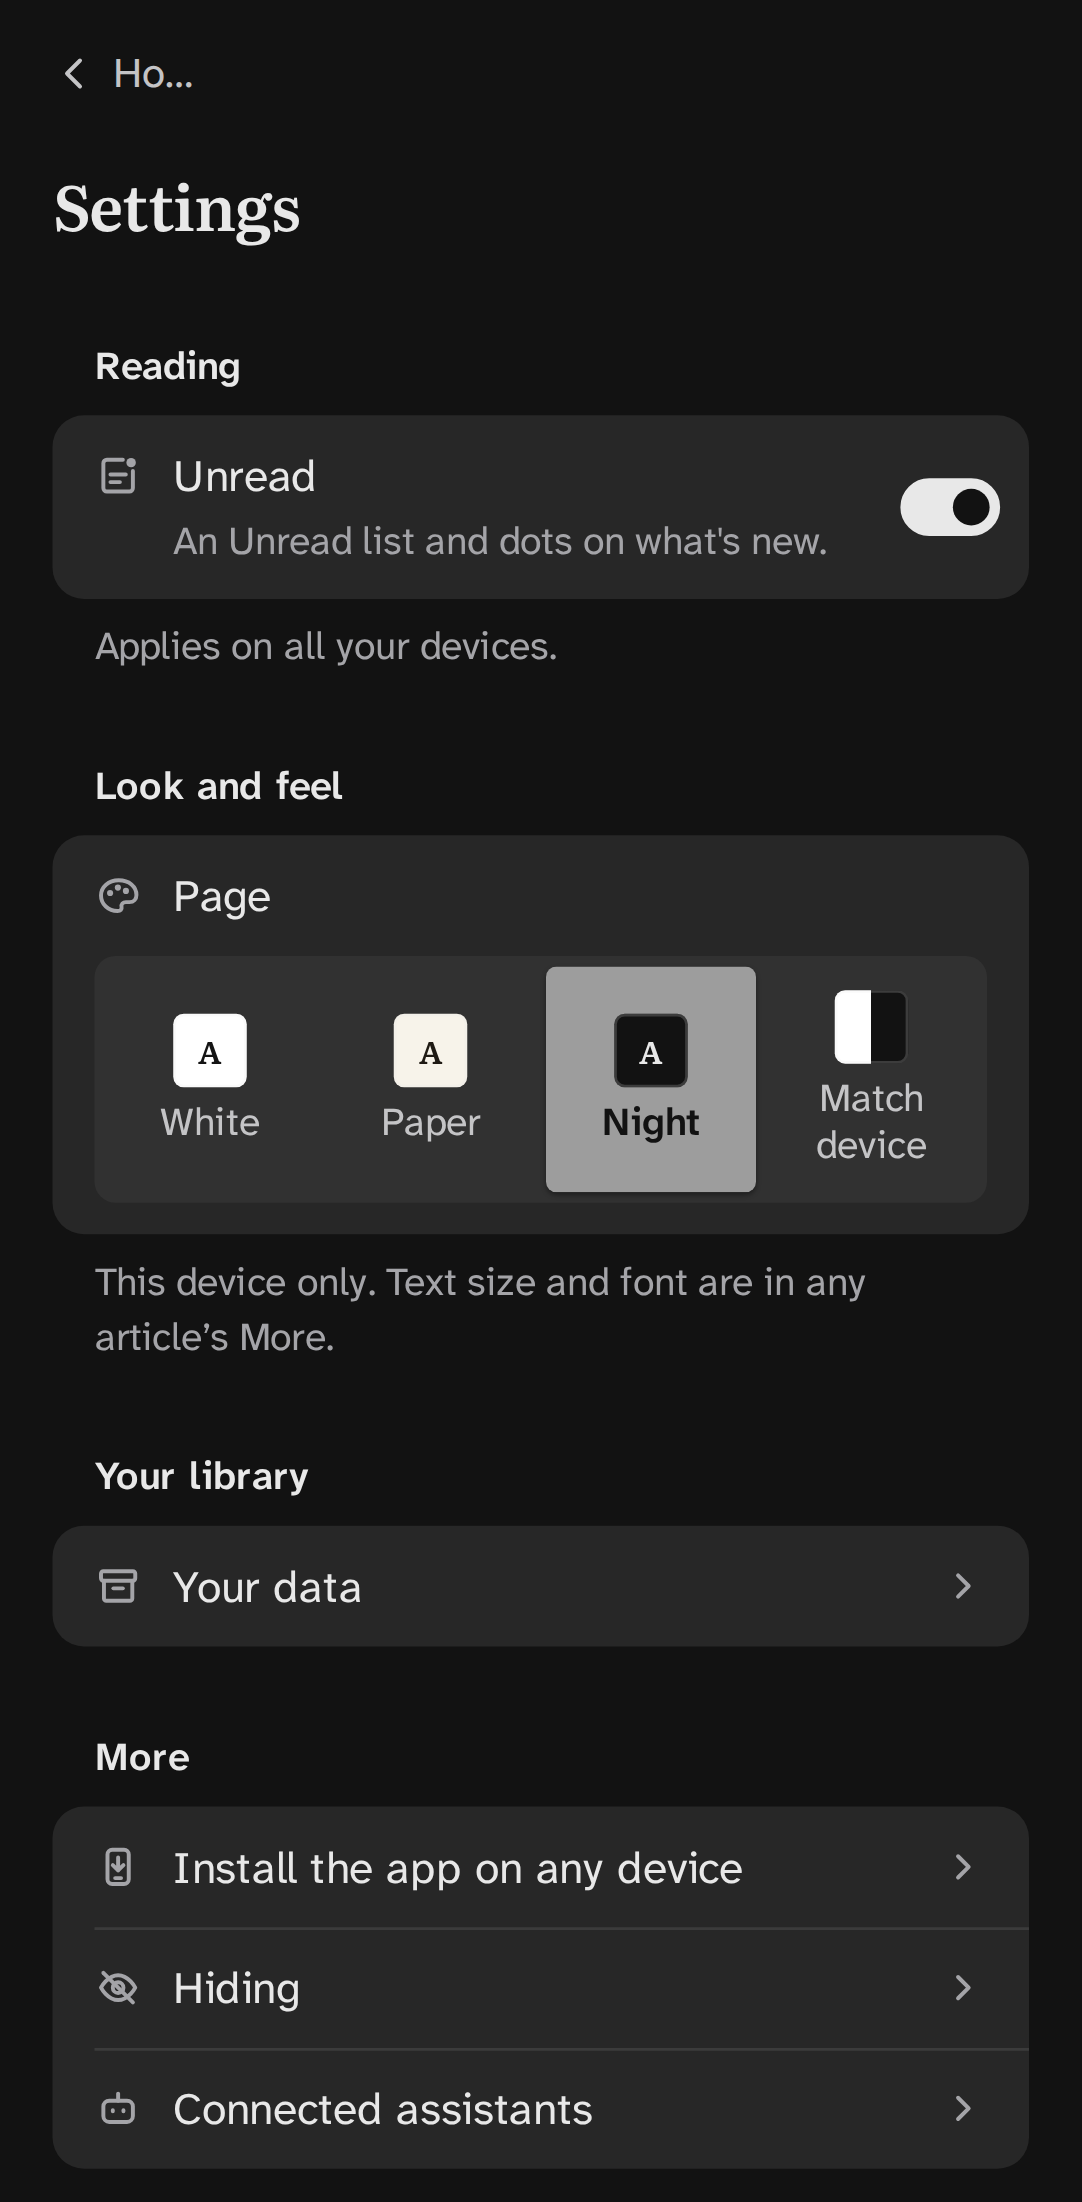 Ho...
Settings
Reading
Unread
An Unread list and dots on what's new.
Applies on all your devices.
Look and feel
Page
A A A
White Paper Night Match
device
This device only. Text size and font are in any
article’s More.
Your library
Your data
More
Install the app on any device
Hiding
Connected assistants